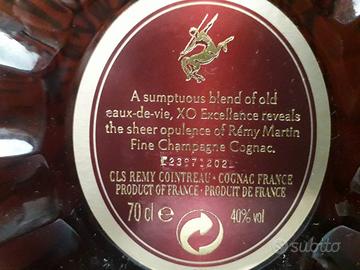 A sumptuous blend of old
eaux-de-vie, XO Excellence reveals
the sheer opulence of Rémy Martin
Fine Champagne Cognac.
CLS REMY COINTREAU · COGNAC FRANCE
PRODUCT OF FRANCE · PRODUIT DE FRANCE
70 cl e 40% vol
subito